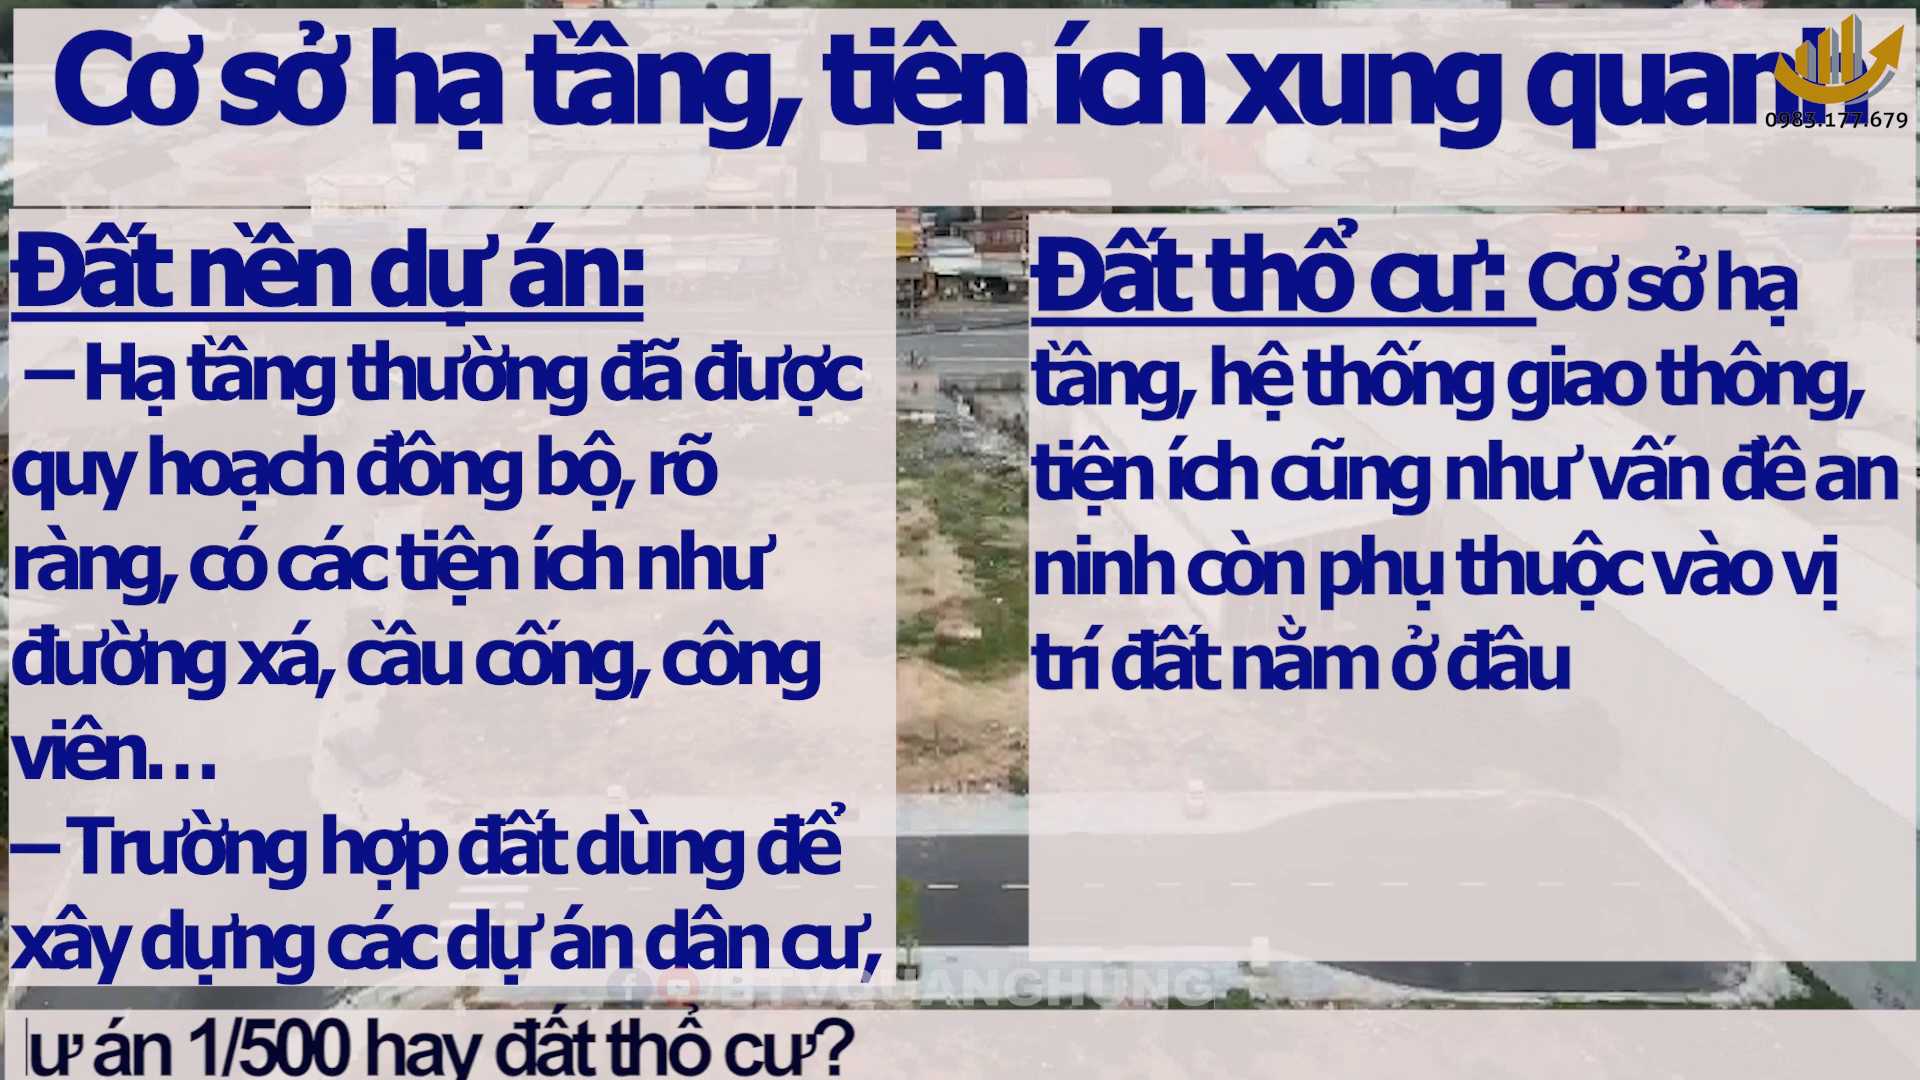 Cơ sở hạ tầng, tiện ích xung quanh
0983.177.679
Đất nền dự án:
– Hạ tầng thường đã được
quy hoạch đồng bộ, rõ
ràng, có các tiện ích như
đường xá, cầu cống, công
viên…
– Trường hợp đất dùng để
xây dựng các dự án dân cư,
Đất thổ cư: Cơ sở hạ
tầng, hệ thống giao thông,
tiện ích cũng như vấn đề an
ninh còn phụ thuộc vào vị
trí đất nằm ở đâu
/BTVQUANGHUNG
ự án 1/500 hay đất thổ cư?